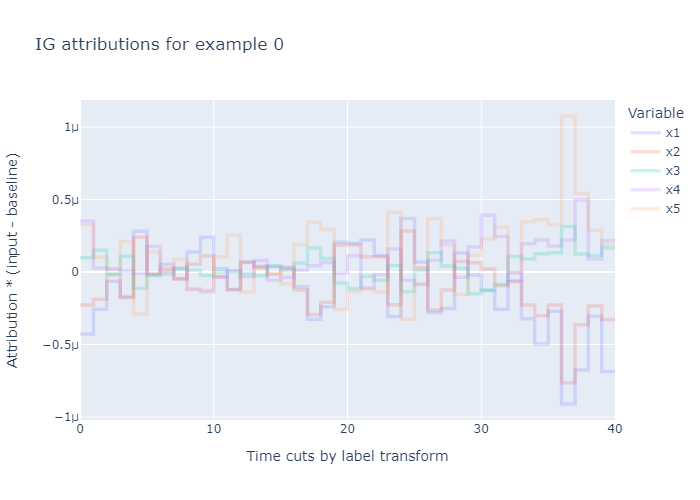 IG attributions for example 0
Variable
x1
x2
x3
x4
x5
1μ
0.5μ
0
−0.5μ
−1μ
Attribution * (input - baseline)
0
10
20
30
40
Time cuts by label transform